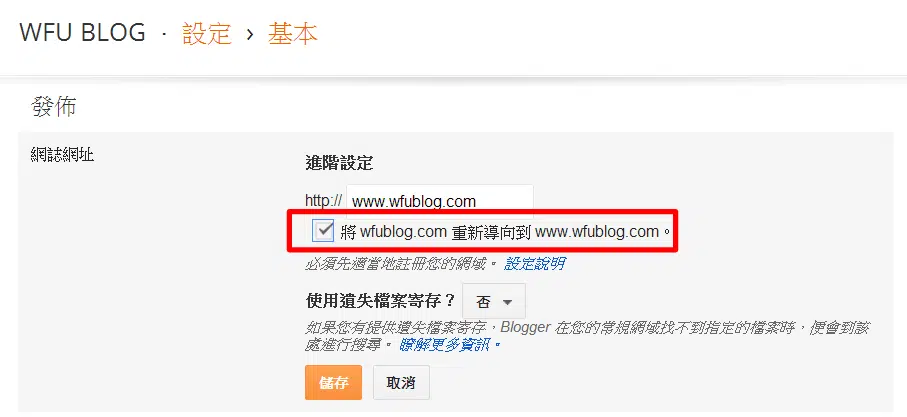 WFU BLOG · 設定 › 基本
發佈
網誌網址
進階設定
http:// www.wfublog.com
將 wfublog.com 重新導向到 www.wfublog.com。
必須先適當地註冊您的網域。 設定說明
使用遺失檔案寄存？ 否
如果您有提供遺失檔案寄存，Blogger 在您的常規網域找不到指定的檔案時，便會到該
處進行搜尋。 瞭解更多資訊。
儲存 取消